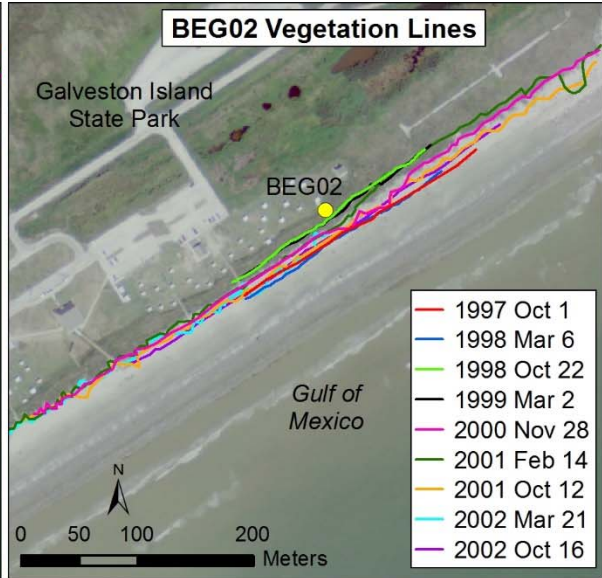 BEG02 Vegetation Lines
Galveston Island
State Park
BEG02
Gulf of
Mexico
1997 Oct 1
1998 Mar 6
1998 Oct 22
1999 Mar 2
2000 Nov 28
2001 Feb 14
2001 Oct 12
2002 Mar 21
2002 Oct 16
N
0 50 100 200
Meters